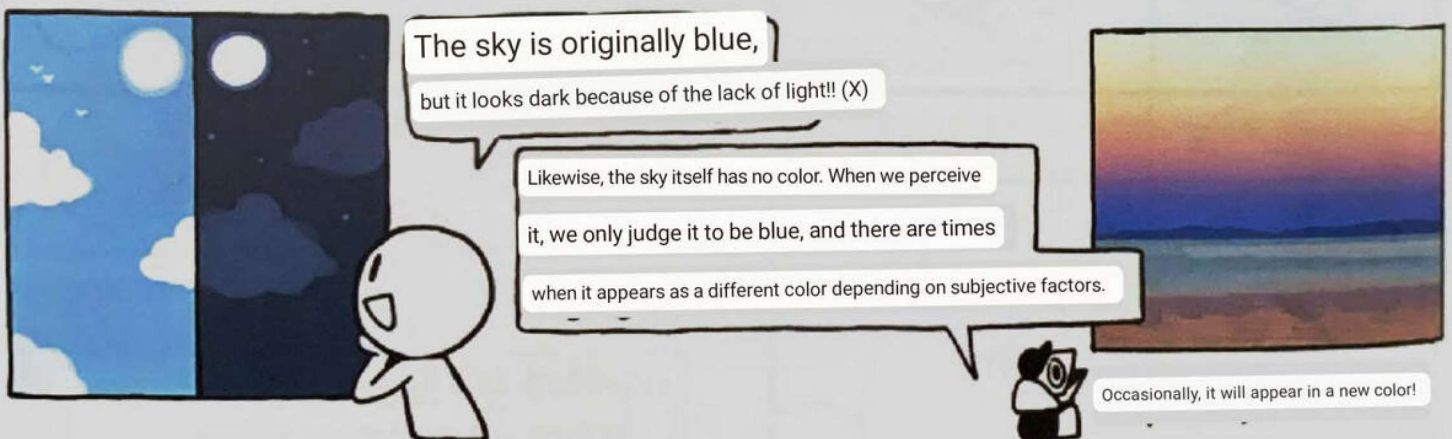 The sky is originally blue,
but it looks dark because of the lack of light!! (X)
Likewise, the sky itself has no color. When we perceive
it, we only judge it to be blue, and there are times
when it appears as a different color depending on subjective factors.
Occasionally, it will appear in a new color!